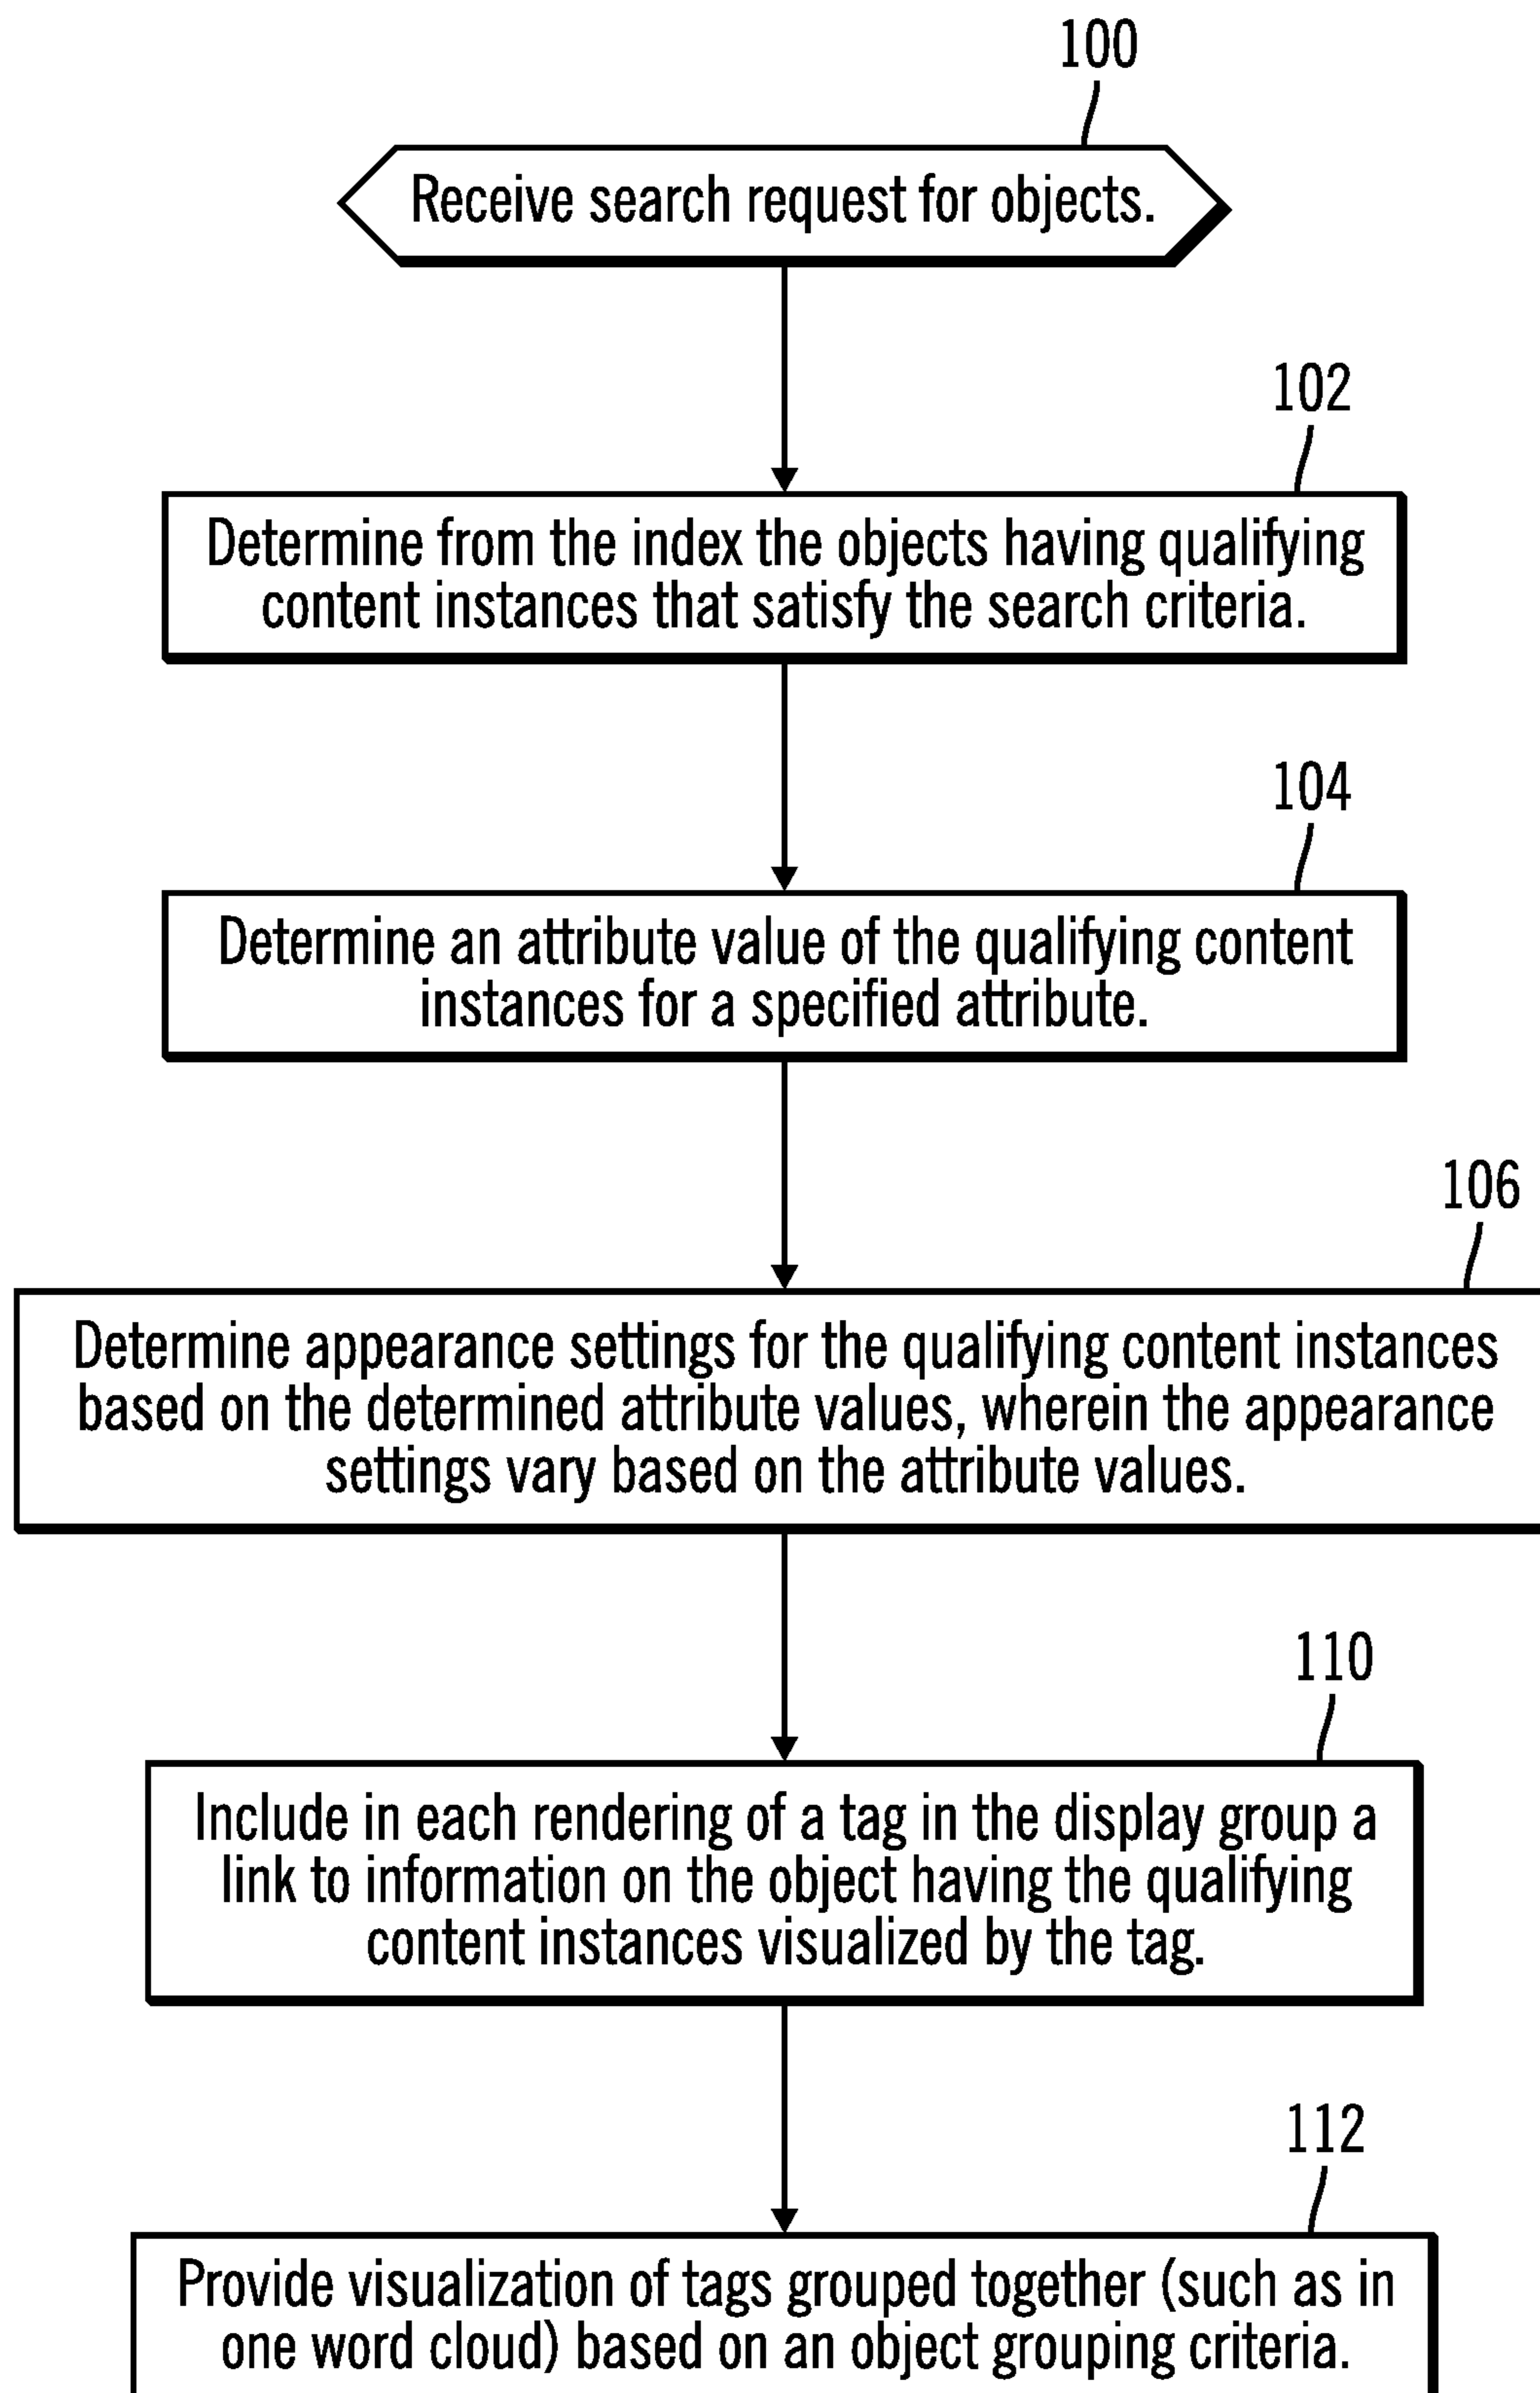 100
Receive search request for objects.
102
Determine from the index the objects having qualifying
content instances that satisfy the search criteria.
104
Determine an attribute value of the qualifying content
instances for a specified attribute.
106
Determine appearance settings for the qualifying content instances
based on the determined attribute values, wherein the appearance
settings vary based on the attribute values.
110
Include in each rendering of a tag in the display group a
link to information on the object having the qualifying
content instances visualized by the tag.
112
Provide visualization of tags grouped together (such as in
one word cloud) based on an object grouping criteria.